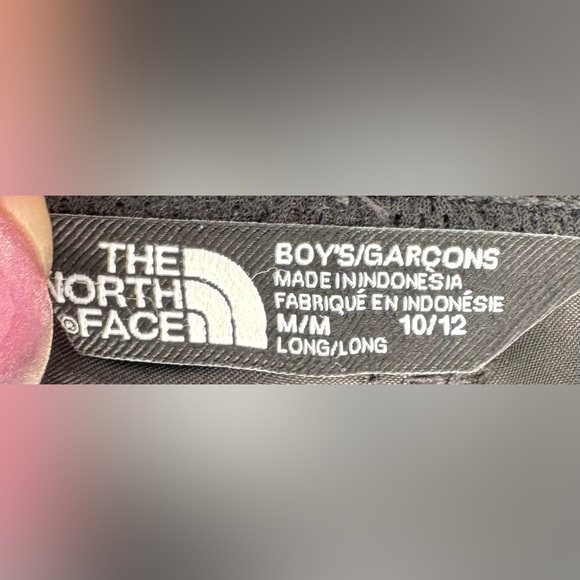 THE
NORTH
FACE®
BOY'S/GARÇONS
MADE IN INDONESIA
FABRIQUÉ EN INDONÉSIE
M/M 10/12
LONG/LONG